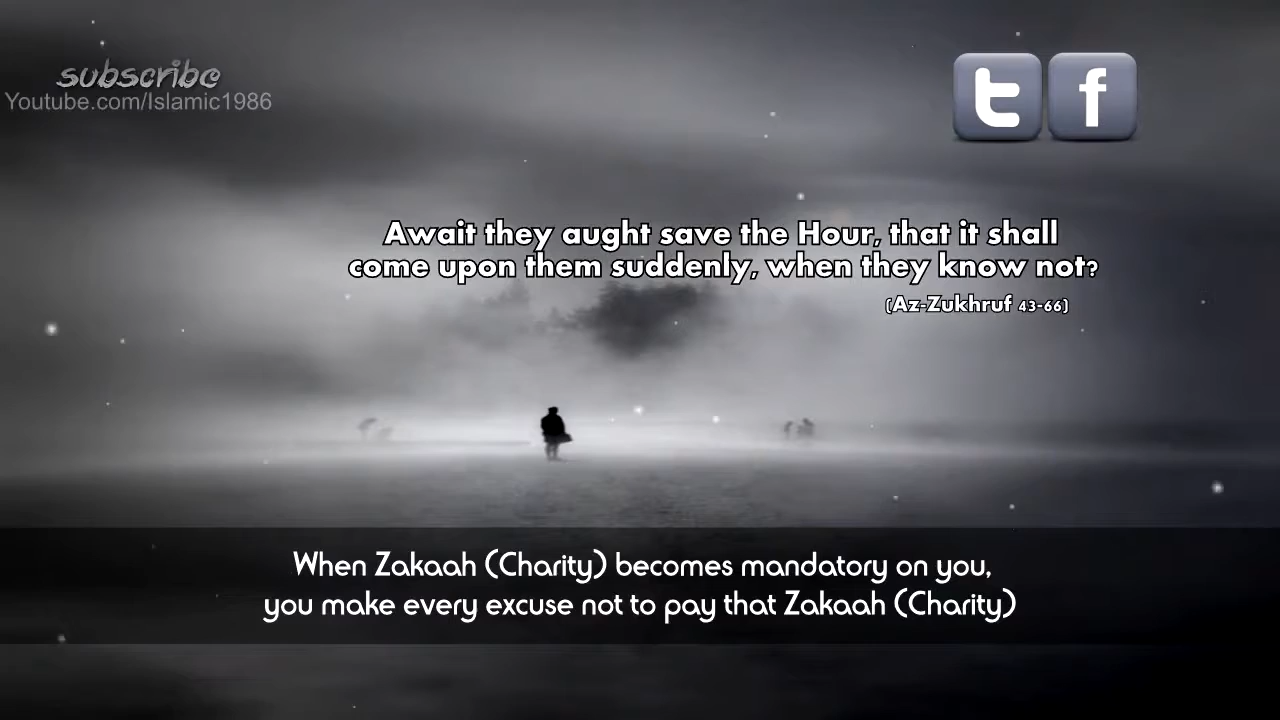 subscribe
Youtube.com/Islamic1986
t f
Await they aught save the Hour, that it shall
come upon them suddenly, when they know not?
(Az-Zukhruf 43-66)
When Zakaah (Charity) becomes mandatory on you,
you make every excuse not to pay that Zakaah (Charity)